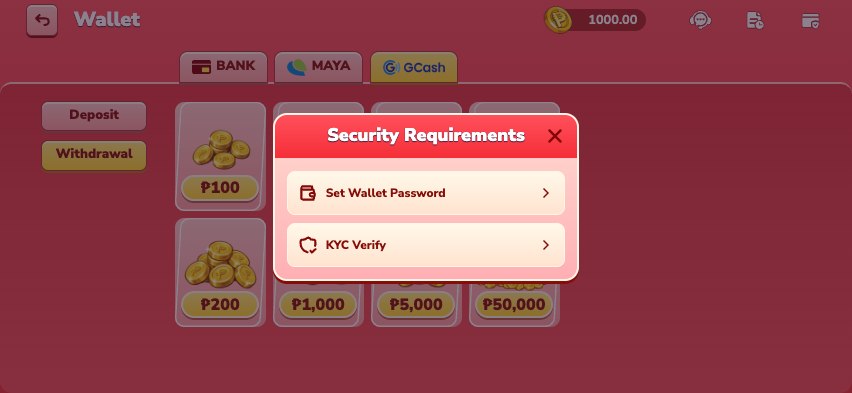 Wallet
1000.00
BANK
MAYA
GCash
Deposit
Withdrawal
Security Requirements
Set Wallet Password
KYC Verify
₱100
₱200
₱1,000
₱5,000
₱50,000